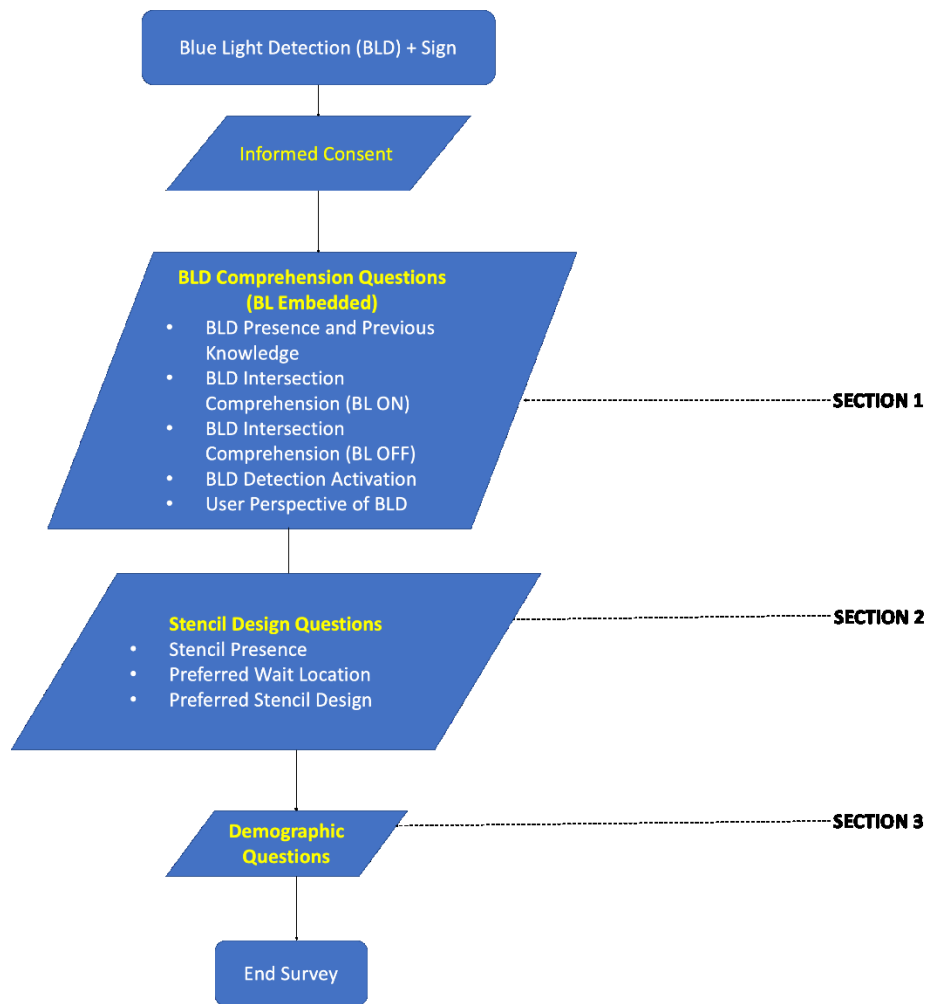 Blue Light Detection (BLD) + Sign
Informed Consent
BLD Comprehension Questions
(BL Embedded)
• BLD Presence and Previous
Knowledge
• BLD Intersection
Comprehension (BL ON)
• BLD Intersection
Comprehension (BL OFF)
• BLD Detection Activation
• User Perspective of BLD
SECTION 1
Stencil Design Questions
• Stencil Presence
• Preferred Wait Location
• Preferred Stencil Design
SECTION 2
Demographic
Questions
SECTION 3
End Survey